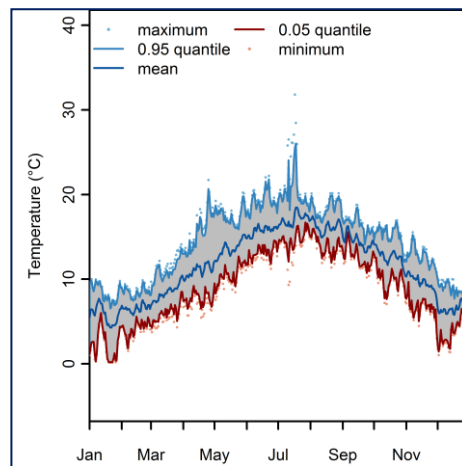 maximum
0.95 quantile
mean
0.05 quantile
minimum
Temperature (°C)
40
30
20
10
0
Jan Mar May Jul Sep Nov